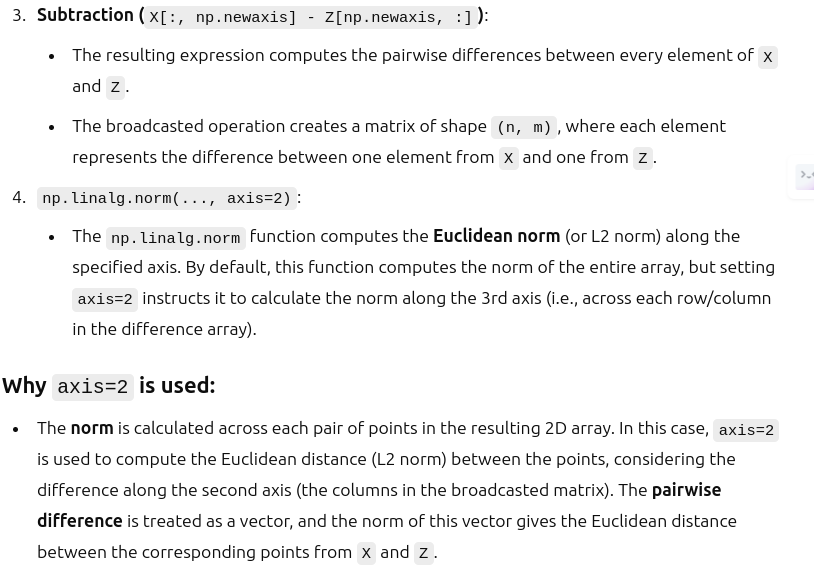 3. Subtraction (X[:, np.newaxis] - Z[np.newaxis, :]):
• The resulting expression computes the pairwise differences between every element of X
and Z.
• The broadcasted operation creates a matrix of shape (n, m), where each element
represents the difference between one element from X and one from Z.
4. np.linalg.norm(..., axis=2):
• The np.linalg.norm function computes the Euclidean norm (or L2 norm) along the
specified axis. By default, this function computes the norm of the entire array, but setting
axis=2 instructs it to calculate the norm along the 3rd axis (i.e., across each row/column
in the difference array).
Why axis=2 is used:
• The norm is calculated across each pair of points in the resulting 2D array. In this case, axis=2
is used to compute the Euclidean distance (L2 norm) between the points, considering the
difference along the second axis (the columns in the broadcasted matrix). The pairwise
difference is treated as a vector, and the norm of this vector gives the Euclidean distance
between the corresponding points from X and Z.